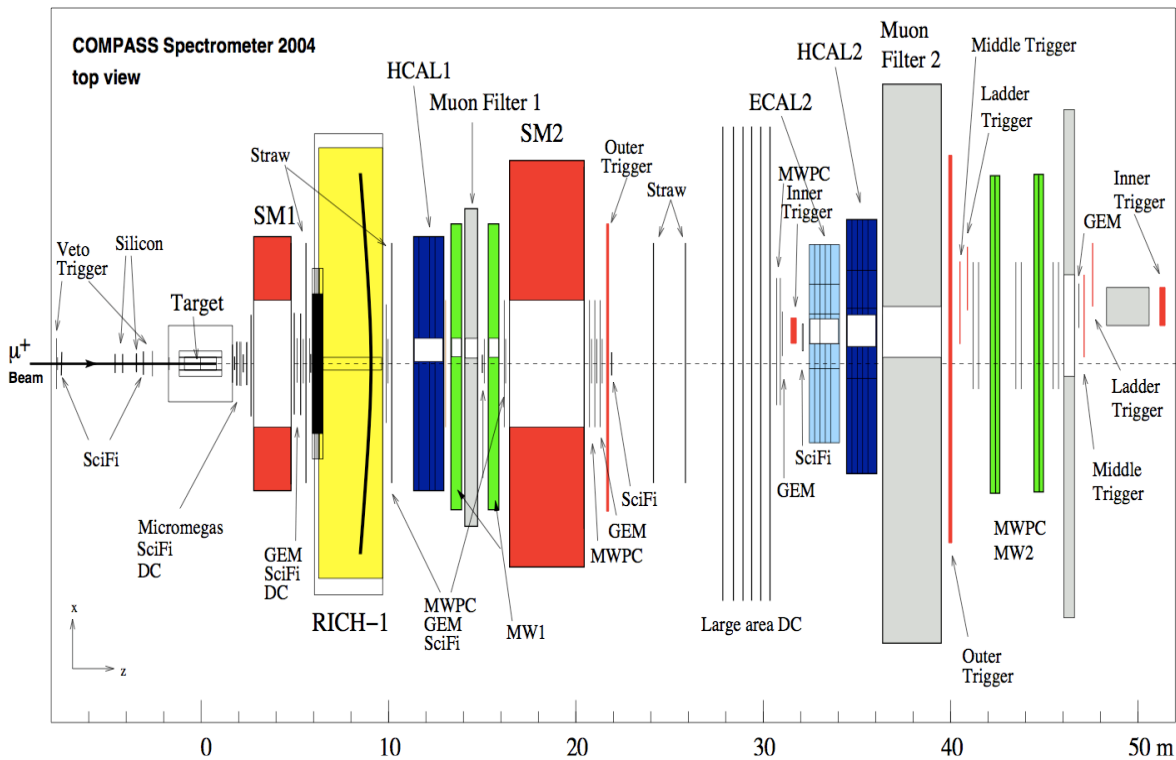 COMPASS Spectrometer 2004
top view
HCAL1
Muon Filter 1
SM2
Outer
Trigger
Straw
MWPC
Inner
Trigger
ECAL2
HCAL2
Muon
Filter 2
Middle Trigger
Ladder
Trigger
Inner
Trigger
GEM
Straw
SM1
Silicon
Veto
Trigger
Target
μ+
Beam
SciFi
Micromegas
SciFi
DC
GEM
SciFi
DC
RICH−1
MWPC
GEM
SciFi
MW1
MWPC
GEM
SciFi
Large area DC
GEM
SciFi
Outer
Trigger
MWPC
MW2
Middle
Trigger
Ladder
Trigger
x
z
0 10 20 30 40 50 m